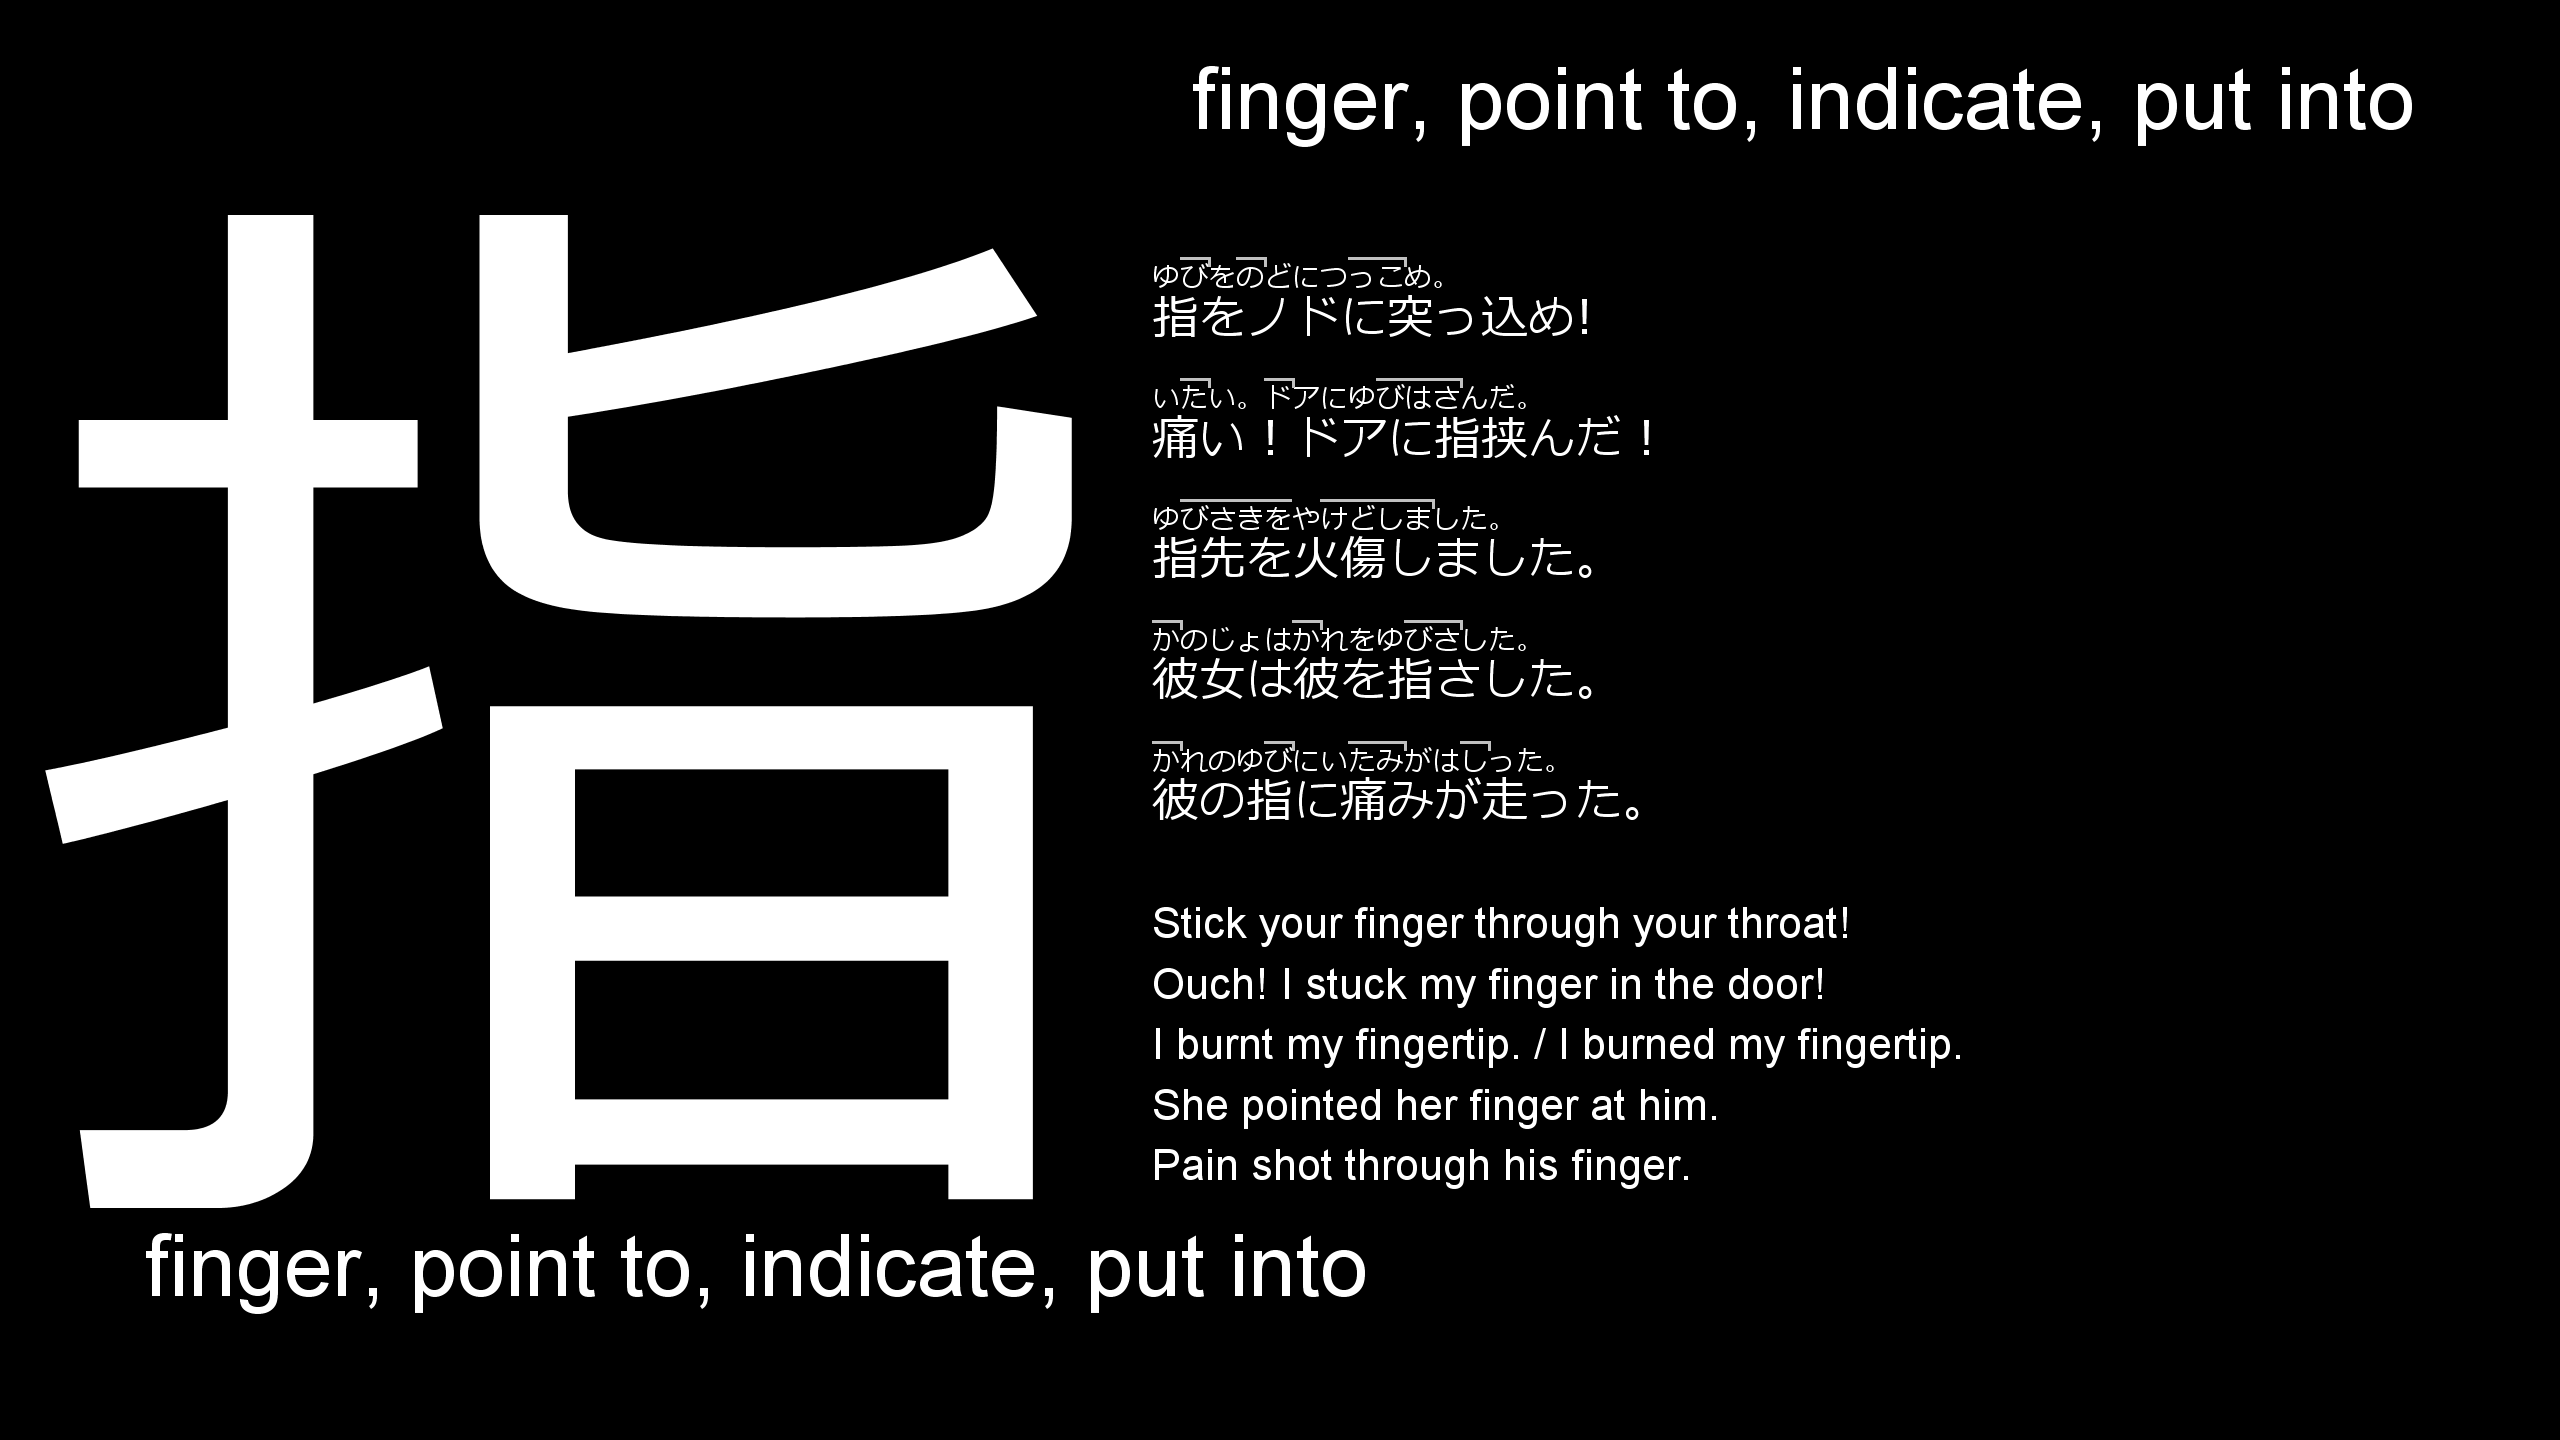 finger, point to, indicate, put into
指
ゆびをのどにつっこめ。
指をノドに突っ込め!
いたい。ドアにゆびはさんだ。
痛い！ドアに指挟んだ！
ゆびさきをやけどしました。
指先を火傷しました。
かのじょはかれをゆびさした。
彼女は彼を指さした。
かれのゆびにいたみがはしった。
彼の指に痛みが走った。
Stick your finger through your throat!
Ouch! I stuck my finger in the door!
I burnt my fingertip. / I burned my fingertip.
She pointed her finger at him.
Pain shot through his finger.
finger, point to, indicate, put into